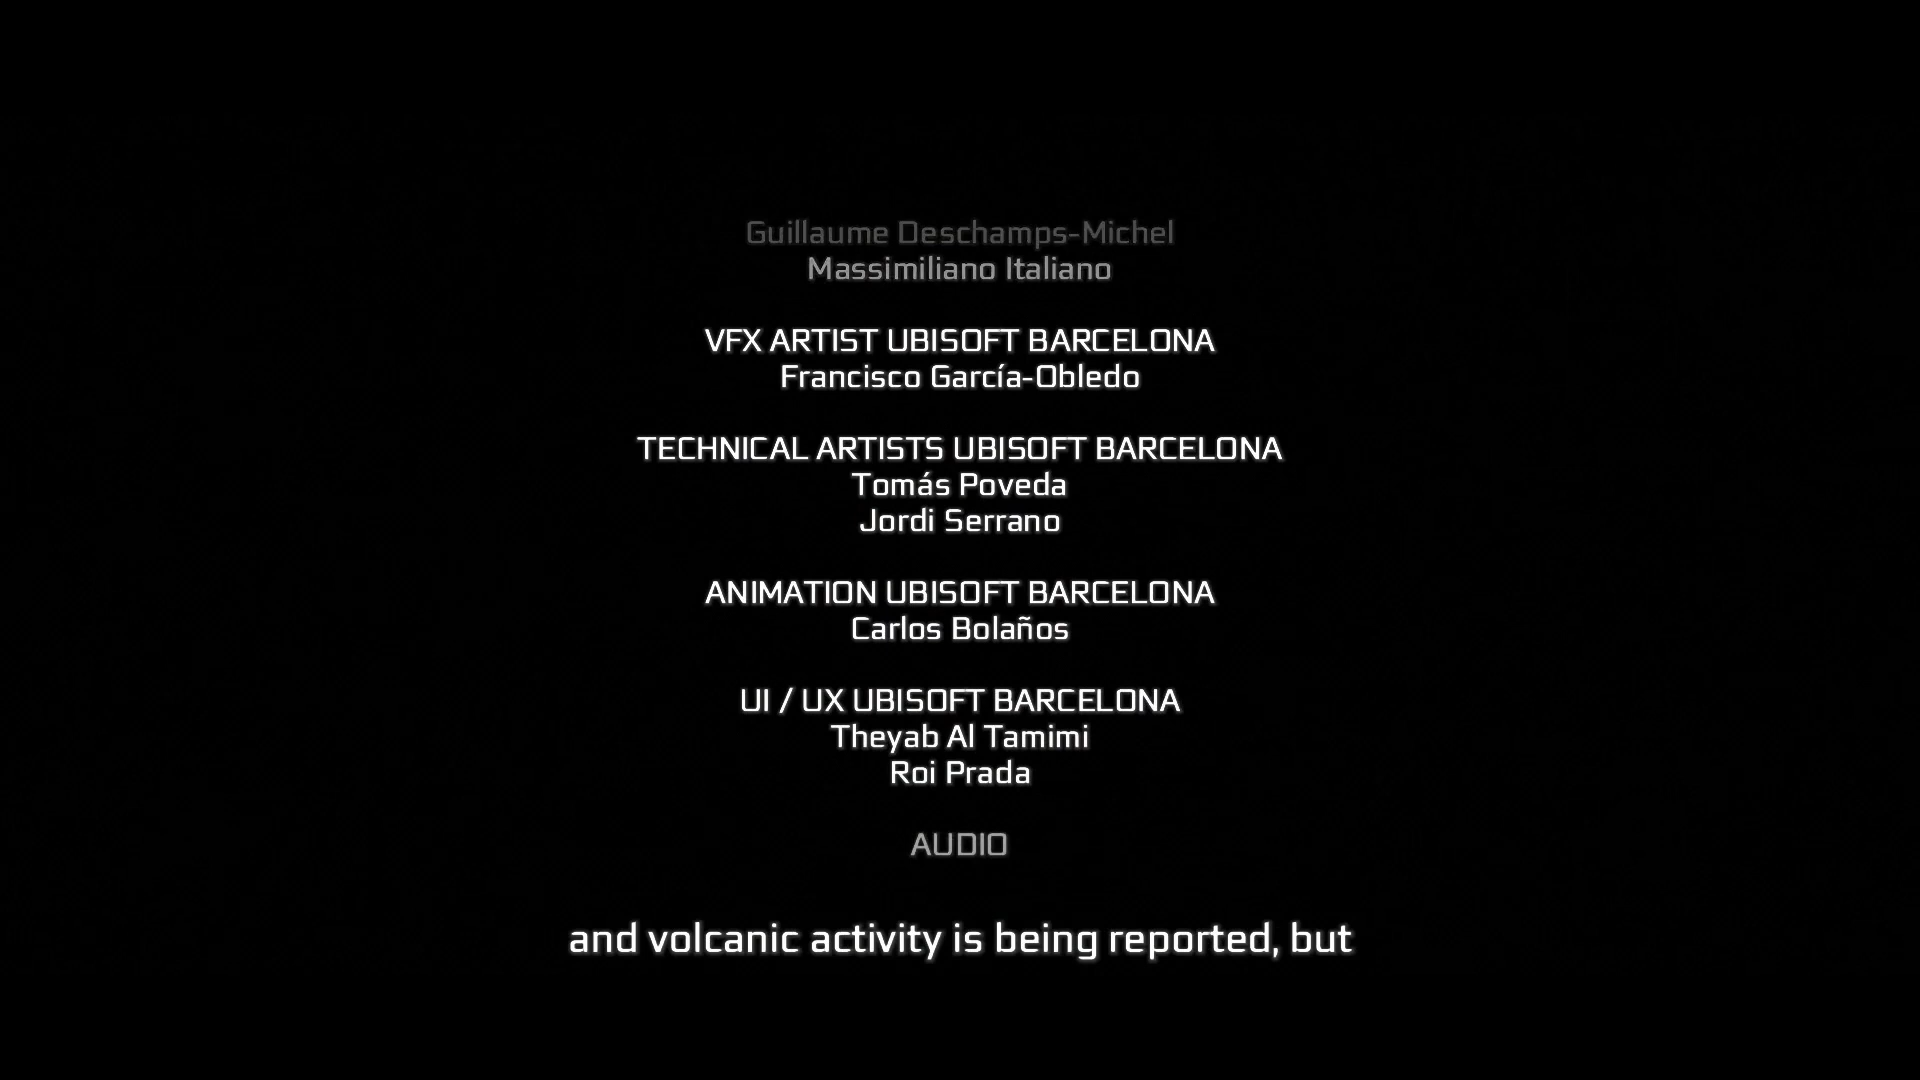 Guillaume Deschamps-Michel
Massimiliano Italiano
VFX ARTIST UBISOFT BARCELONA
Francisco García-Obledo
TECHNICAL ARTISTS UBISOFT BARCELONA
Tomás Poveda
Jordi Serrano
ANIMATION UBISOFT BARCELONA
Carlos Bolaños
UI / UX UBISOFT BARCELONA
Theyab Al Tamimi
Roi Prada
AUDIO
and volcanic activity is being reported, but